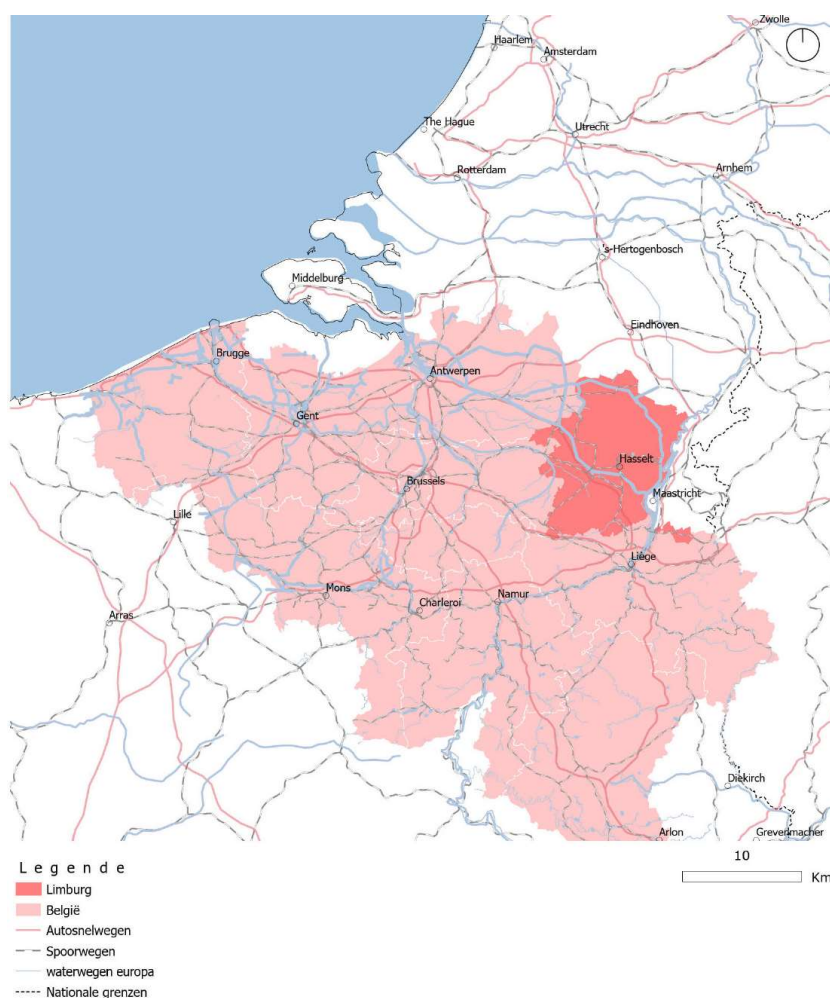 Zwolle
Haarlem
Amsterdam
The Hague
Utrecht
Rotterdam
Arnhem
's-Hertogenbosch
Middelburg
Eindhoven
Brugge
Antwerpen
Gent
Hasselt
Brussels
Maastricht
Lille
Liège
Mons
Namur
Charleroi
Arras
Diekirch
Arlon
Grevenmacher
10
Km
Legende
Limburg
België
Autosnelwegen
Spoorwegen
waterwegen europa
Nationale grenzen